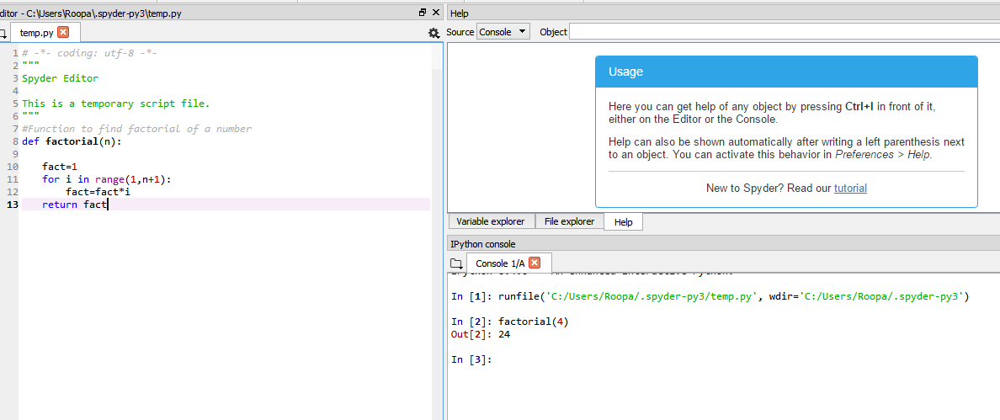 ditor - C:\Users\Roopa\.spyder-py3\temp.py
temp.py
1 # -*- coding: utf-8 -*-
2 """
3 Spyder Editor
4
5 This is a temporary script file.
6 """
7 #Function to find factorial of a number
8 def factorial(n):
9
10 fact=1
11 for i in range(1,n+1):
12 fact=fact*i
13 return fact
Help
Source Console Object
Usage
Here you can get help of any object by pressing Ctrl+I in front of it,
either on the Editor or the Console.
Help can also be shown automatically after writing a left parenthesis next
to an object. You can activate this behavior in Preferences > Help.
New to Spyder? Read our tutorial
Variable explorer File explorer Help
IPython console
Console 1/A
In [1]: runfile('C:/Users/Roopa/.spyder-py3/temp.py', wdir='C:/Users/Roopa/.spyder-py3')
In [2]: factorial(4)
Out[2]: 24
In [3]: